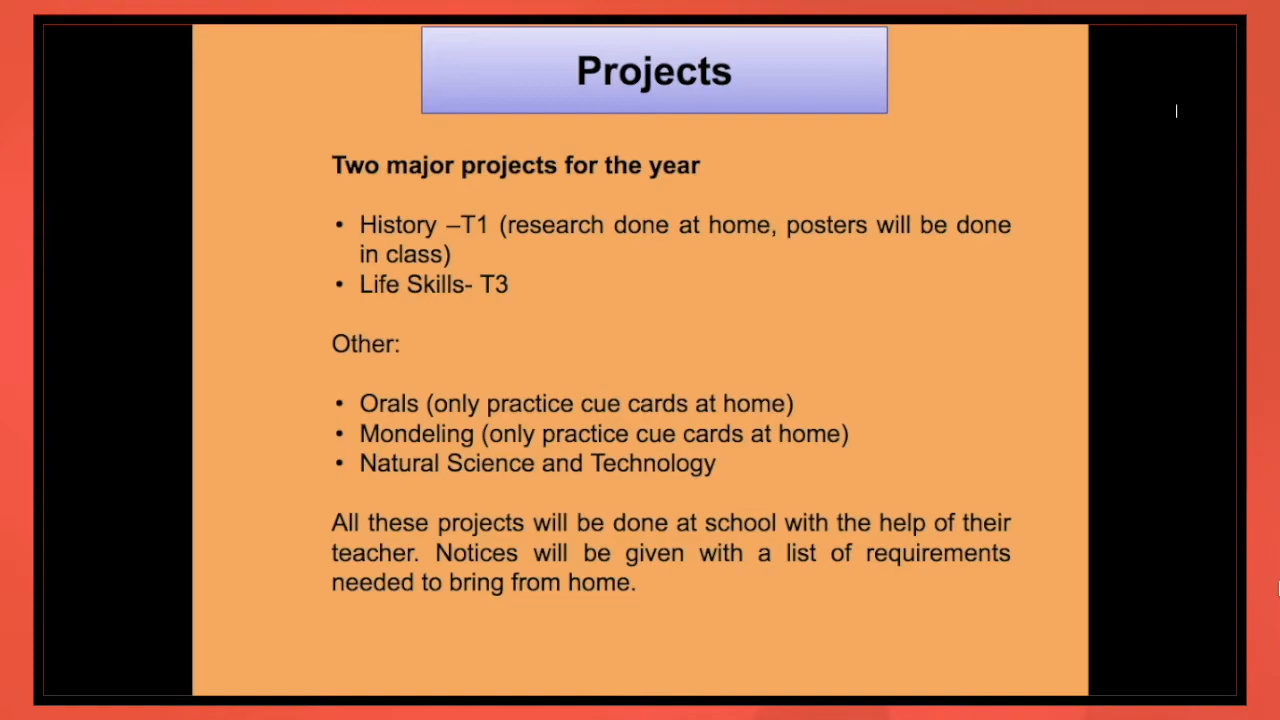 Projects
Two major projects for the year
• History –T1 (research done at home, posters will be done
in class)
• Life Skills- T3
Other:
• Orals (only practice cue cards at home)
• Mondeling (only practice cue cards at home)
• Natural Science and Technology
All these projects will be done at school with the help of their
teacher. Notices will be given with a list of requirements
needed to bring from home.